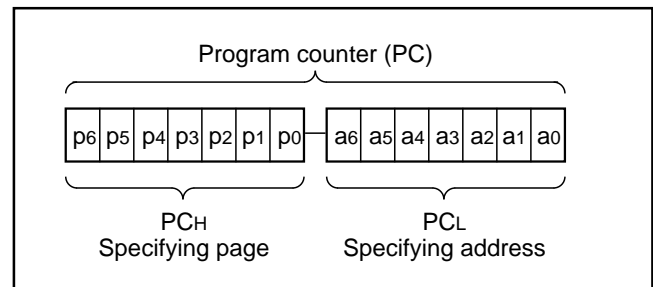 Program counter (PC)
p6 p5 p4 p3 p2 p1 p0 a6 a5 a4 a3 a2 a1 a0
PCH PCL
Specifying page Specifying address